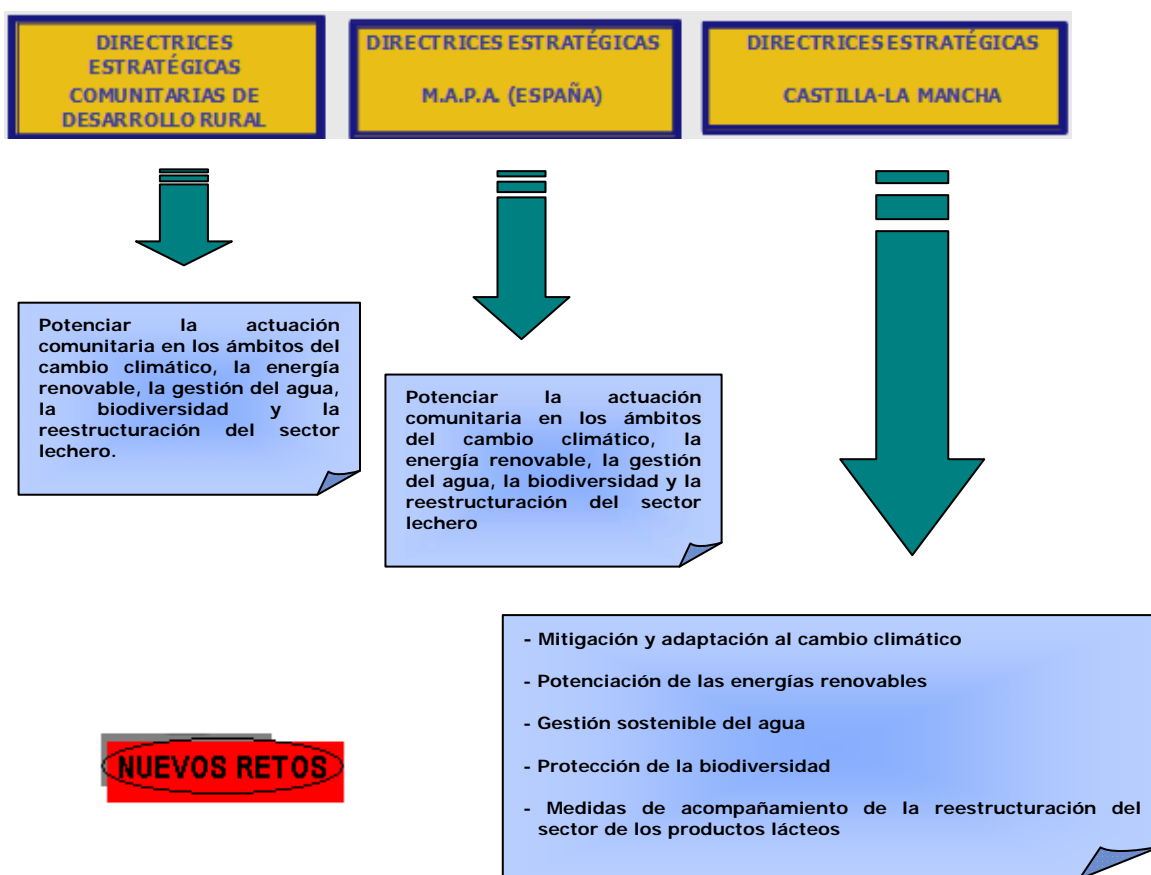 DIRECTRICES
ESTRATÉGICAS
COMUNITARIAS DE
DESARROLLO RURAL
DIRECTRICES ESTRATÉGICAS
M.A.P.A. (ESPAÑA)
DIRECTRICES ESTRATÉGICAS
CASTILLA-LA MANCHA
Potenciar la actuación
comunitaria en los ámbitos del
cambio climático, la energía
renovable, la gestión del agua,
la biodiversidad y la
reestructuración del sector
lechero.
Potenciar la actuación
comunitaria en los ámbitos
del cambio climático, la
energía renovable, la gestión
del agua, la biodiversidad y la
reestructuración del sector
lechero
- Mitigación y adaptación al cambio climático
- Potenciación de las energías renovables
- Gestión sostenible del agua
- Protección de la biodiversidad
- Medidas de acompañamiento de la reestructuración del
sector de los productos lácteos
NUEVOS RETOS